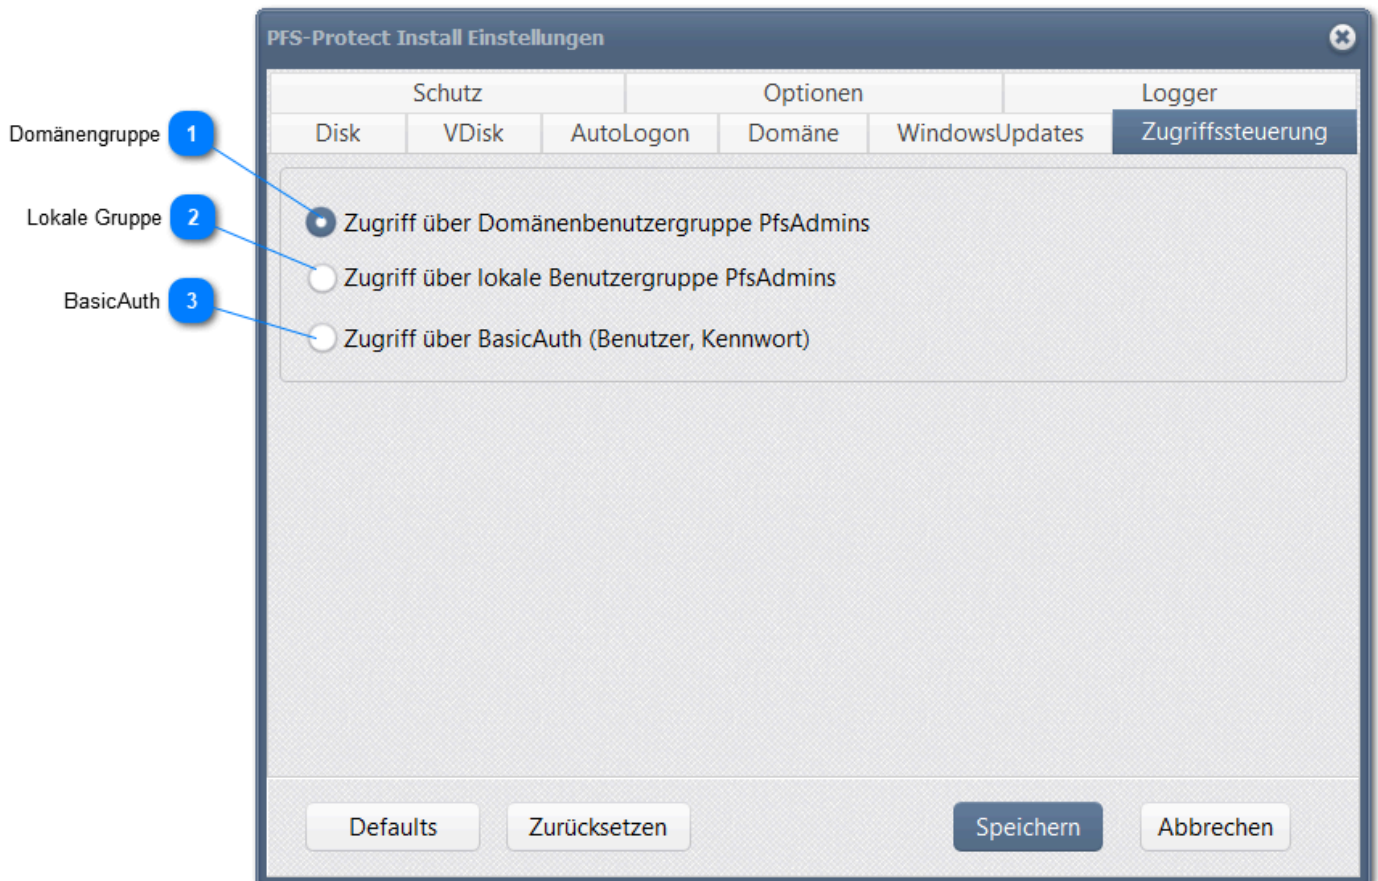 PFS-Protect Install Einstellungen
Schutz Optionen Logger
Disk VDisk AutoLogon Domäne WindowsUpdates Zugriffssteuerung
Domänengruppe 1
Zugriff über Domänenbenutzergruppe PfsAdmins
Lokale Gruppe 2
Zugriff über lokale Benutzergruppe PfsAdmins
BasicAuth 3
Zugriff über BasicAuth (Benutzer, Kennwort)
Defaults Zurücksetzen Speichern Abbrechen